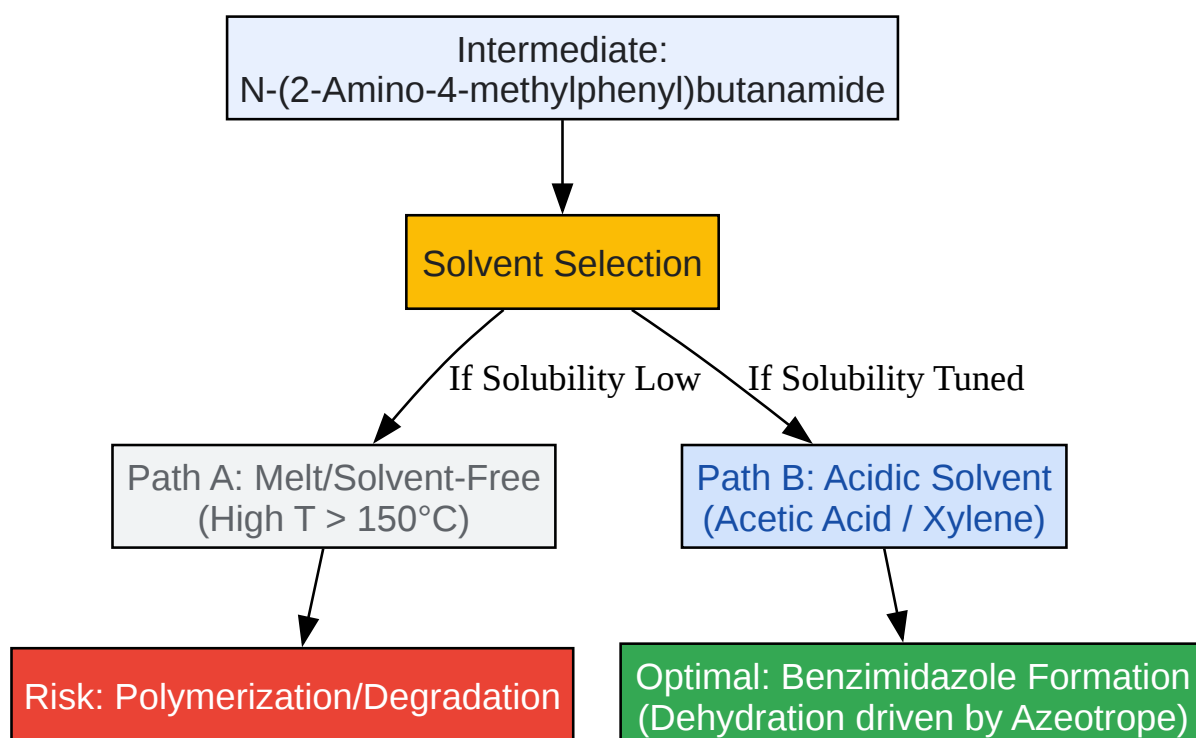 Intermediate:
N-(2-Amino-4-methylphenyl)butanamide
Solvent Selection
If Solubility Low
If Solubility Tuned
Path A: Melt/Solvent-Free
(High T > 150°C)
Path B: Acidic Solvent
(Acetic Acid / Xylene)
Risk: Polymerization/Degradation
Optimal: Benzimidazole Formation
(Dehydration driven by Azeotrope)